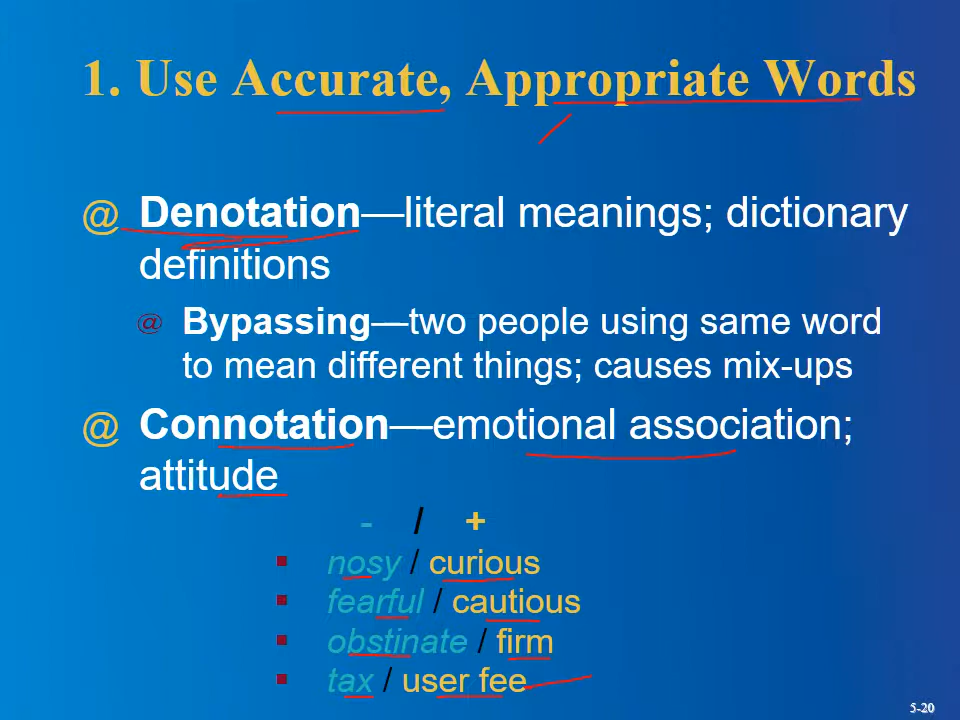 1. Use Accurate, Appropriate Words
@ Denotation—literal meanings; dictionary
definitions
@ Bypassing—two people using same word
to mean different things; causes mix-ups
@ Connotation—emotional association;
attitude
- / +
▪ nosy / curious
▪ fearful / cautious
▪ obstinate / firm
▪ tax / user fee
5-20